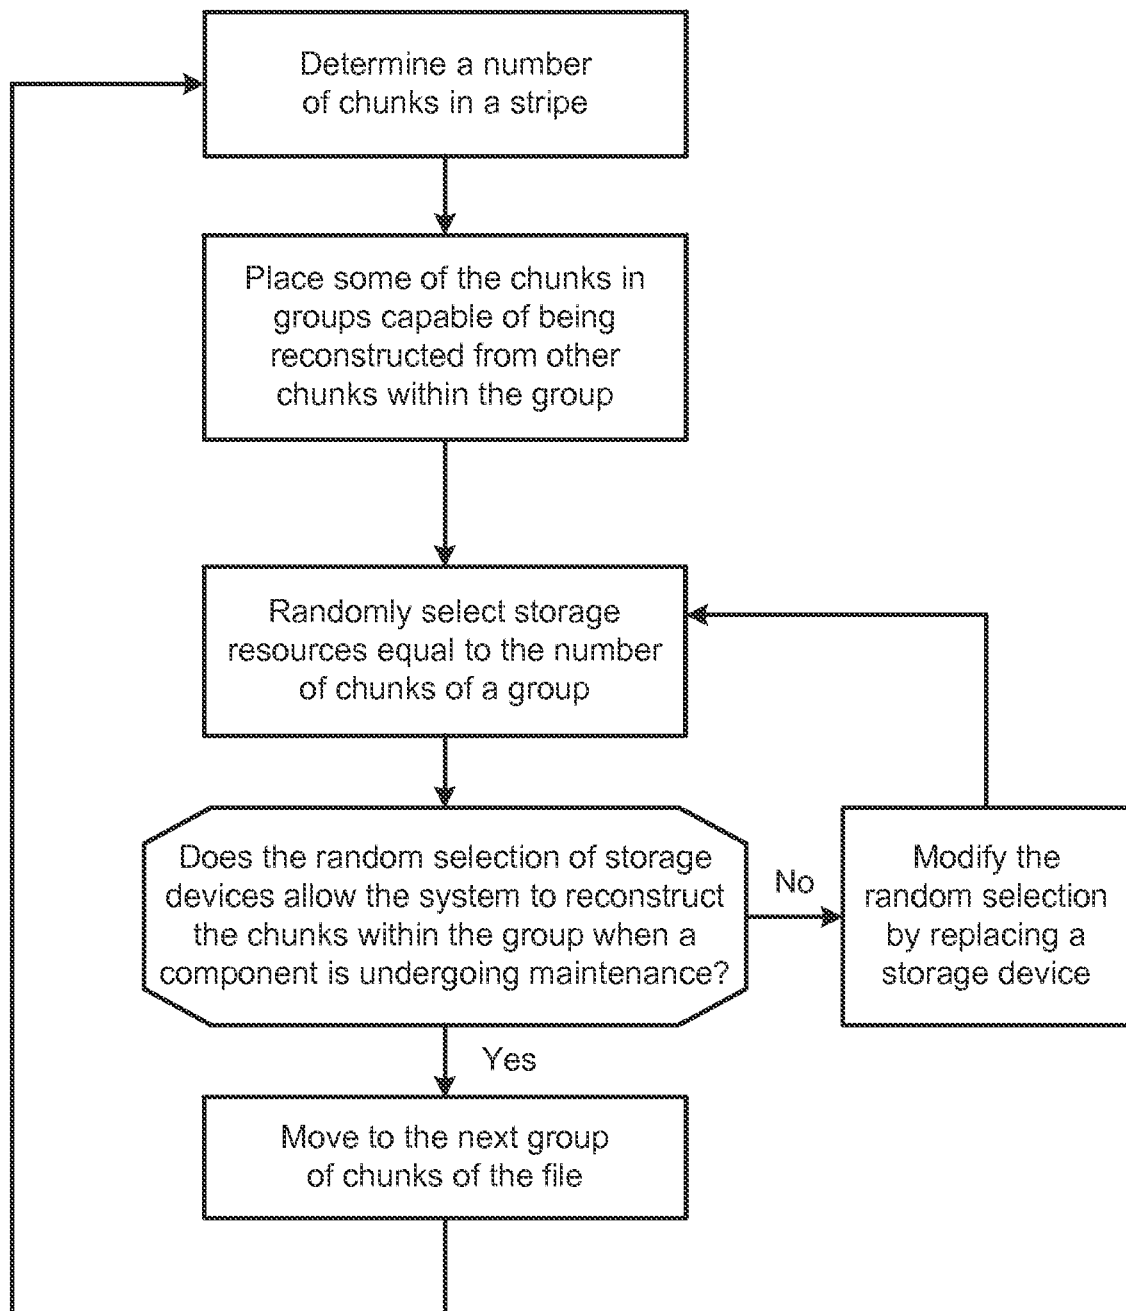 Determine a number
of chunks in a stripe
Place some of the chunks in
groups capable of being
reconstructed from other
chunks within the group
Randomly select storage
resources equal to the number
of chunks of a group
Does the random selection of storage
devices allow the system to reconstruct
the chunks within the group when a
component is undergoing maintenance?
No
Modify the
random selection
by replacing a
storage device
Yes
Move to the next group
of chunks of the file